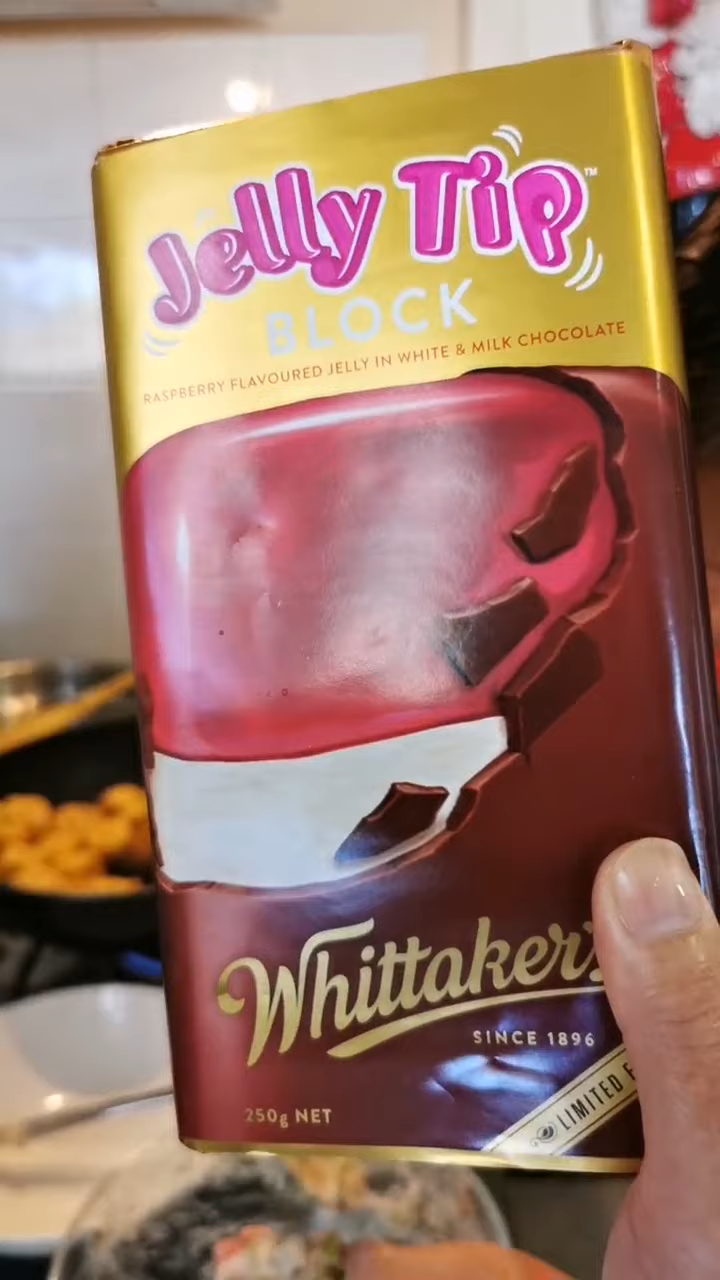 Jelly Tip™
BLOCK
RASPBERRY FLAVOURED JELLY IN WHITE & MILK CHOCOLATE
Whittaker's
SINCE 1896
250g NET
LIMITED